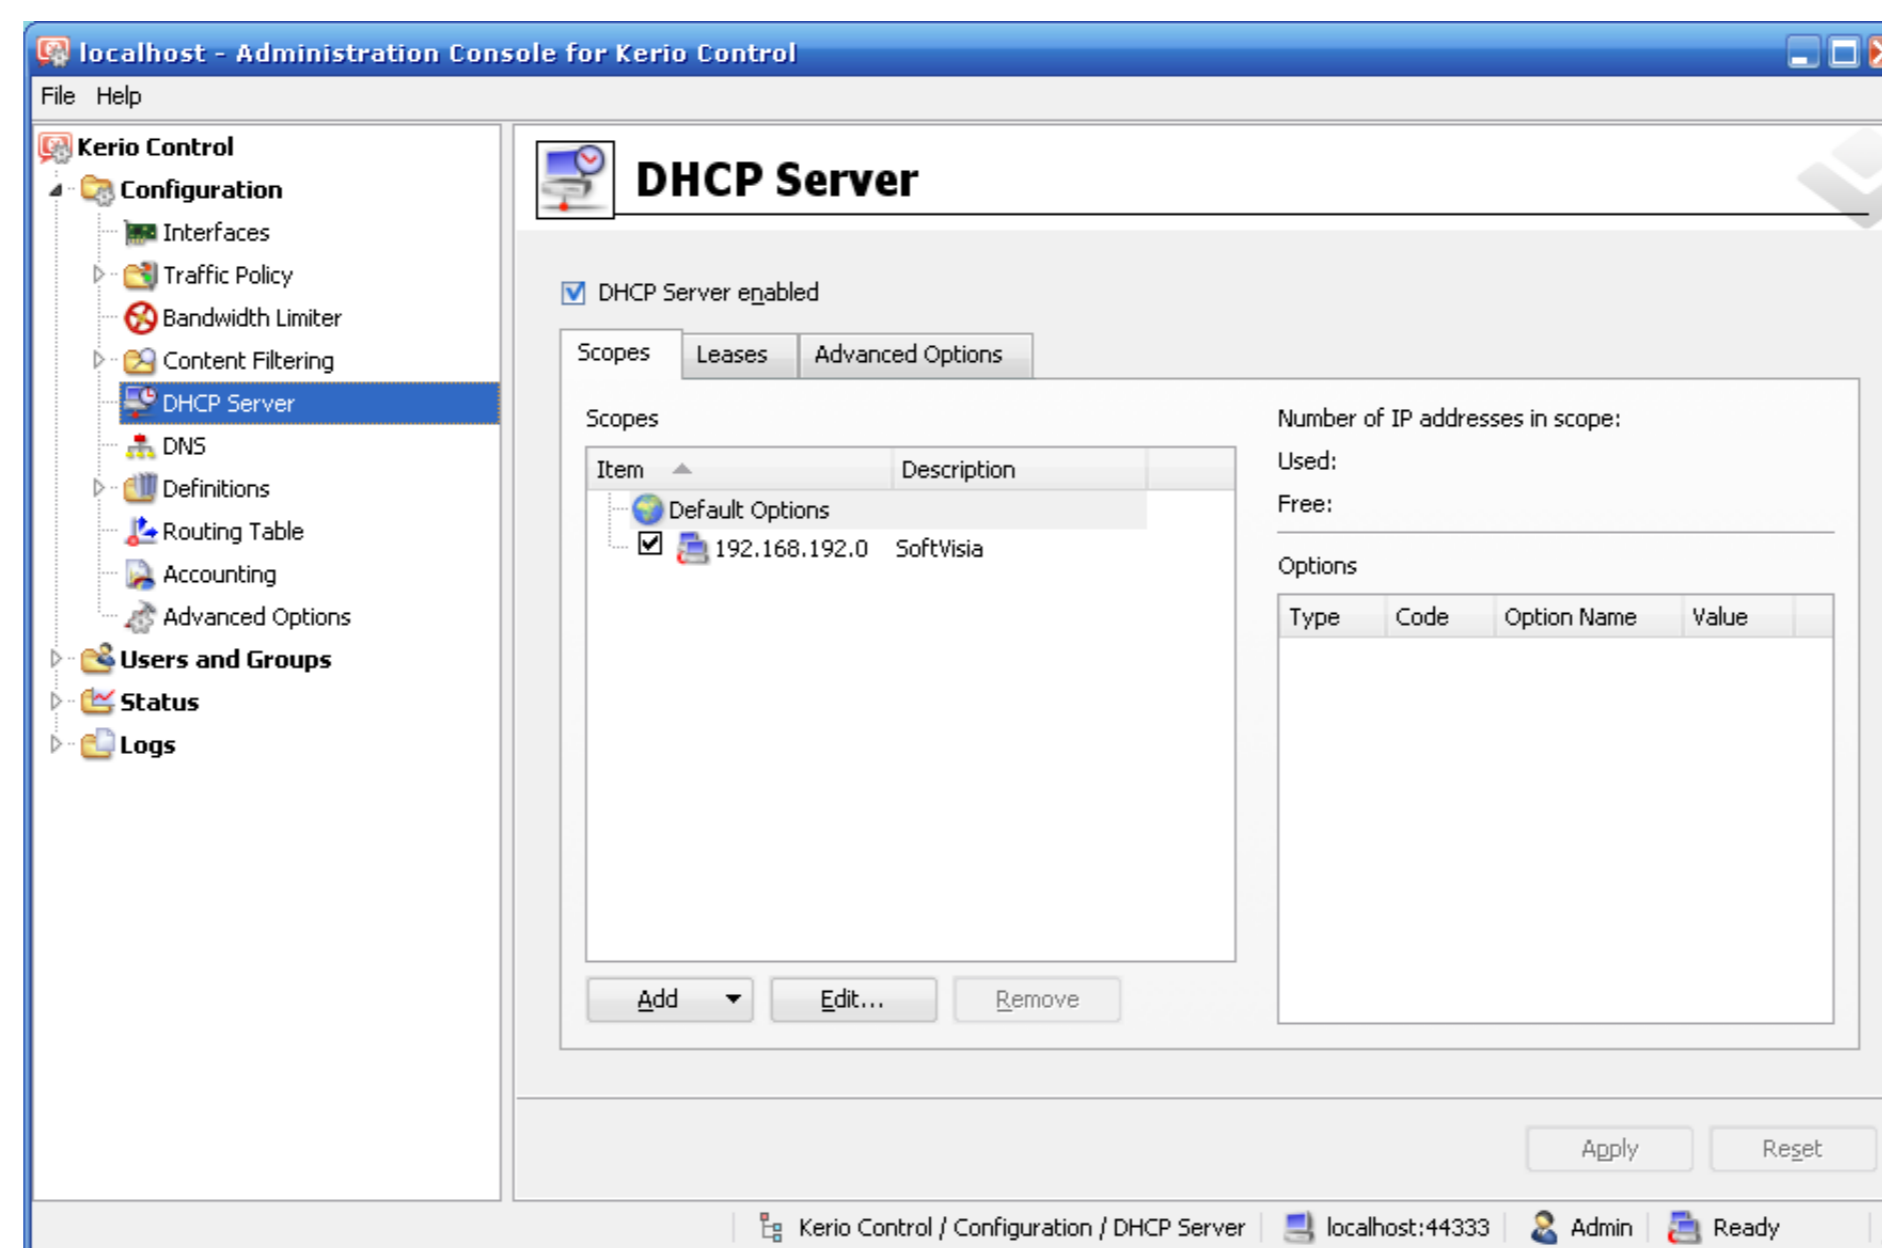 localhost - Administration Console for Kerio Control
File Help
Kerio Control
Configuration
Interfaces
Traffic Policy
Bandwidth Limiter
Content Filtering
DHCP Server
DNS
Definitions
Routing Table
Accounting
Advanced Options
Users and Groups
Status
Logs
DHCP Server
DHCP Server enabled
Scopes Leases Advanced Options
Scopes
Item Description
Default Options
192.168.192.0 SoftVisia
Add Edit... Remove
Number of IP addresses in scope:
Used:
Free:
Options
Type Code Option Name Value
Apply Reset
Kerio Control / Configuration / DHCP Server localhost:44333 Admin Ready